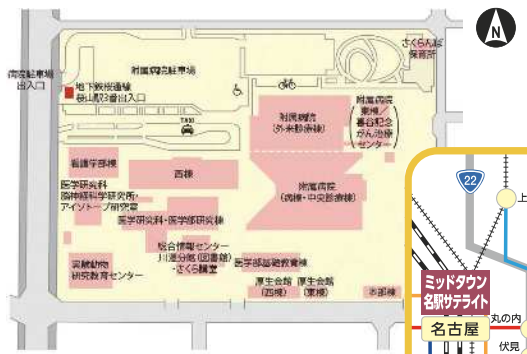 N
さくらんぼ
保育所
病院駐車場
出入口
附属病院駐車場
地下鉄桜通線
桜山駅3番出入口
TAXI
附属病院
(外来診療棟)
附属病院
東棟/
喜谷記念
がん治療
センター
看護学部棟
西棟
附属病院
(病棟・中央診療棟)
医学研究科
脳神経科学研究所・
アイソトープ研究室
医学研究科・医学部研究棟
総合情報センター
川澄分館(図書館)
・さくら講堂
医学部基礎教育棟
実験動物
研究教育センター
厚生会館
(西棟)
厚生会館
(東棟)
本部棟
22
上
ミッドタウン
名駅サテライト
名古屋
丸の内
伏見